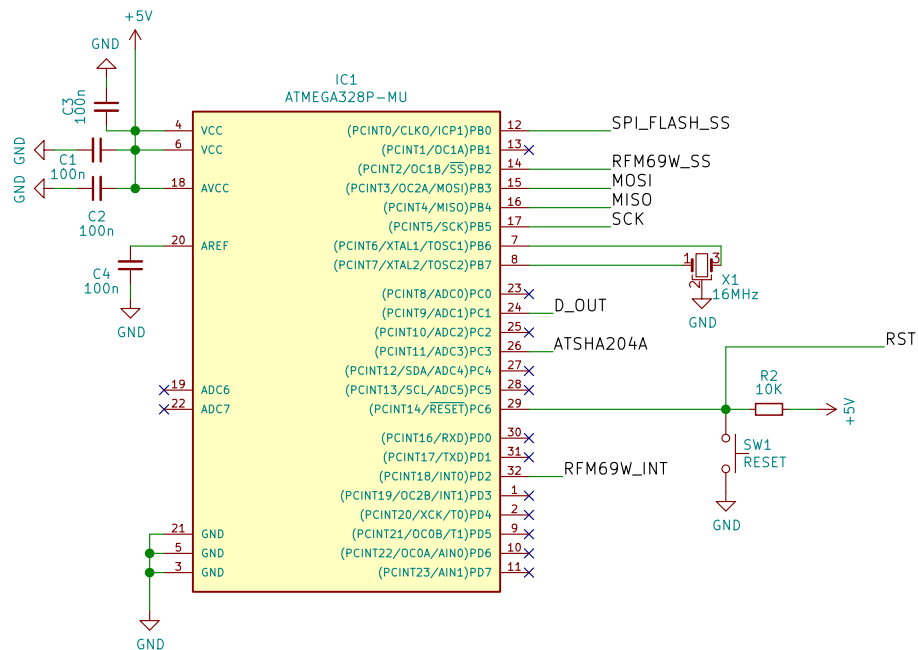 +5V
GND
C3
100n
GND
C1
100n
GND
C2
100n
C4
100n
GND
IC1
ATMEGA328P-MU
4 VCC
6 VCC
18 AVCC
20 AREF
19 ADC6
22 ADC7
21 GND
5 GND
3 GND
GND
(PCINT0/CLKO/ICP1)PB0 12 SPI_FLASH_SS
(PCINT1/OC1A)PB1 13
(PCINT2/OC1B/SS)PB2 14 RFM69W_SS
(PCINT3/OC2A/MOSI)PB3 15 MOSI
(PCINT4/MISO)PB4 16 MISO
(PCINT5/SCK)PB5 17 SCK
(PCINT6/XTAL1/TOSC1)PB6 7
(PCINT7/XTAL2/TOSC2)PB7 8
(PCINT8/ADC0)PC0 23
(PCINT9/ADC1)PC1 24 D_OUT
(PCINT10/ADC2)PC2 25
(PCINT11/ADC3)PC3 26 ATSHA204A
(PCINT12/SDA/ADC4)PC4 27
(PCINT13/SCL/ADC5)PC5 28
(PCINT14/RESET)PC6 29
(PCINT16/RXD)PD0 30
(PCINT17/TXD)PD1 31
(PCINT18/INT0)PD2 32 RFM69W_INT
(PCINT19/OC2B/INT1)PD3 1
(PCINT20/XCK/T0)PD4 2
(PCINT21/OC0B/T1)PD5 9
(PCINT22/OC0A/AIN0)PD6 10
(PCINT23/AIN1)PD7 11
1 3
2
X1
16MHz
GND
RST
R2
10K
+5V
SW1
RESET
GND